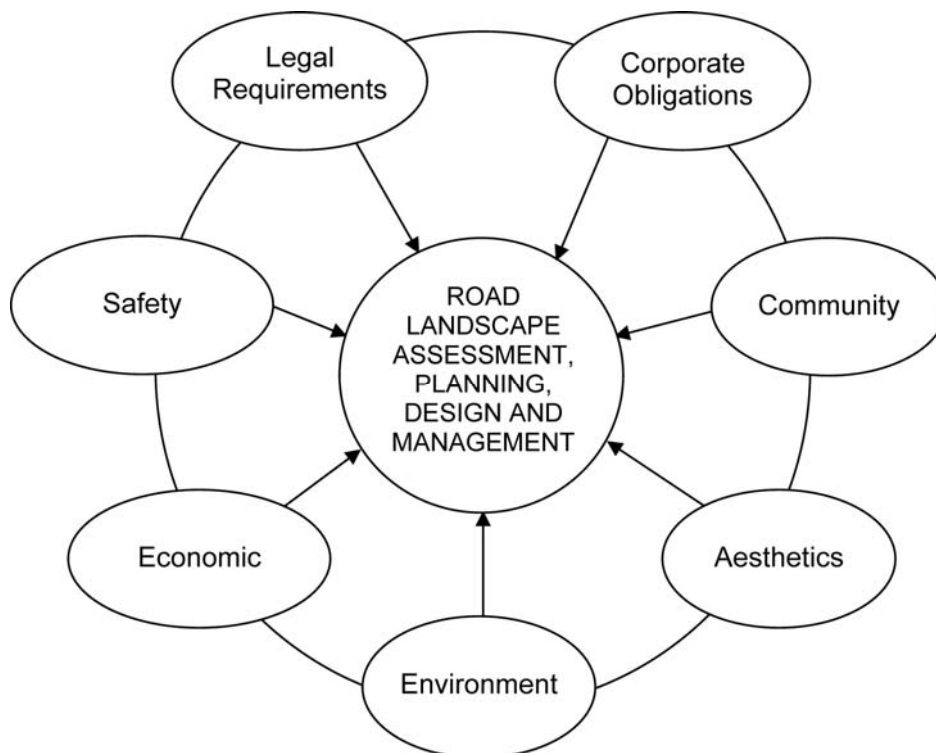 Legal
Requirements
Corporate
Obligations
Safety
ROAD
LANDSCAPE
ASSESSMENT,
PLANNING,
DESIGN AND
MANAGEMENT
Community
Economic
Aesthetics
Environment